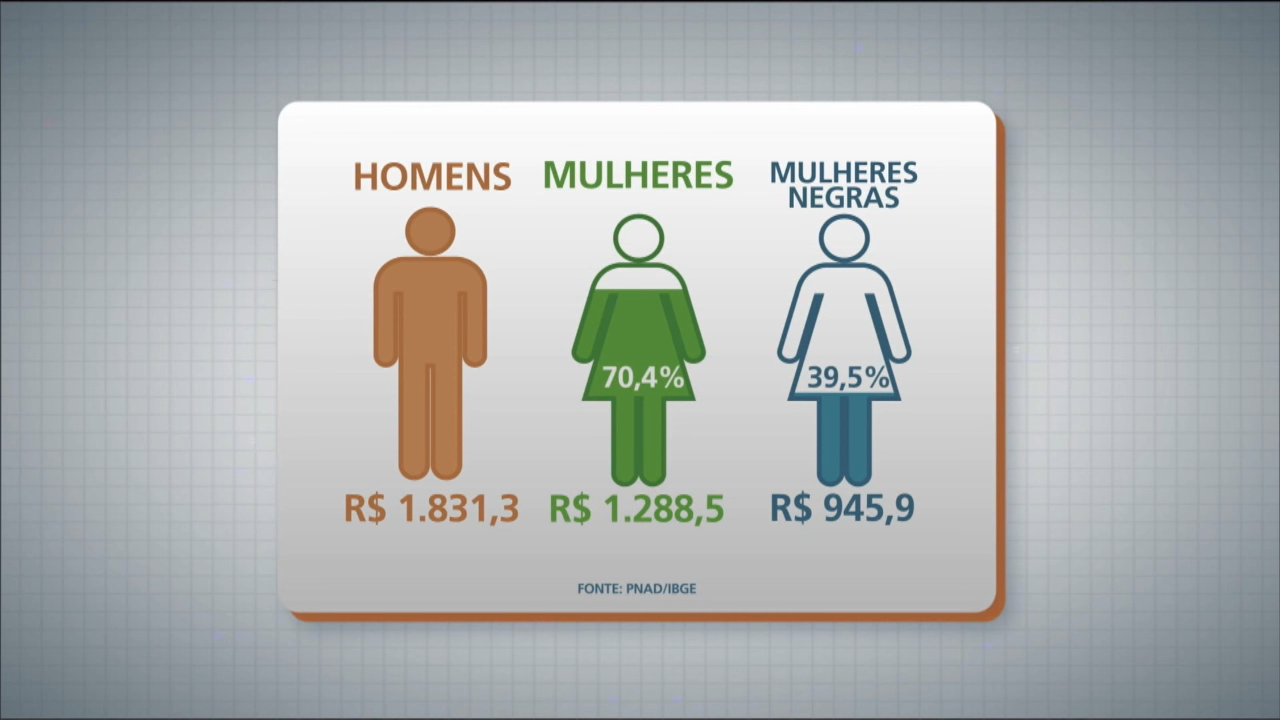 HOMENS
MULHERES
MULHERES
NEGRAS
70,4%
39,5%
R$ 1.831,3
R$ 1.288,5
R$ 945,9
FONTE: PNAD/IBGE